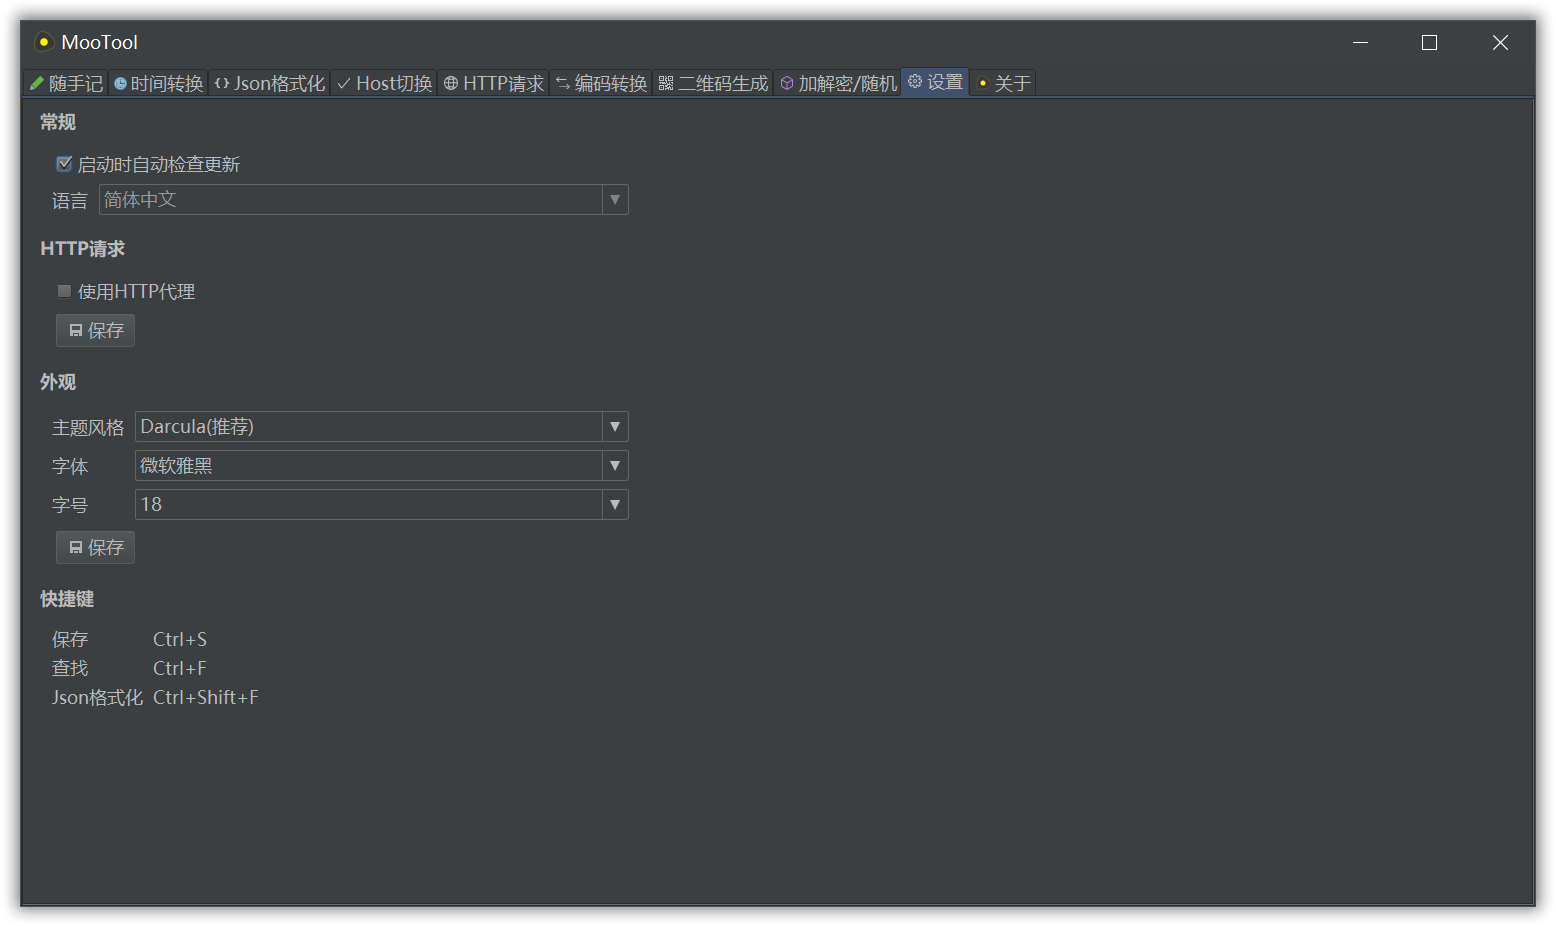 MooTool
随手记 时间转换 Json格式化 Host切换 HTTP请求 编码转换 二维码生成 加解密/随机 设置 关于
常规
启动时自动检查更新
语言 简体中文
HTTP请求
使用HTTP代理
保存
外观
主题风格 Darcula(推荐)
字体 微软雅黑
字号 18
保存
快捷键
保存 Ctrl+S
查找 Ctrl+F
Json格式化 Ctrl+Shift+F